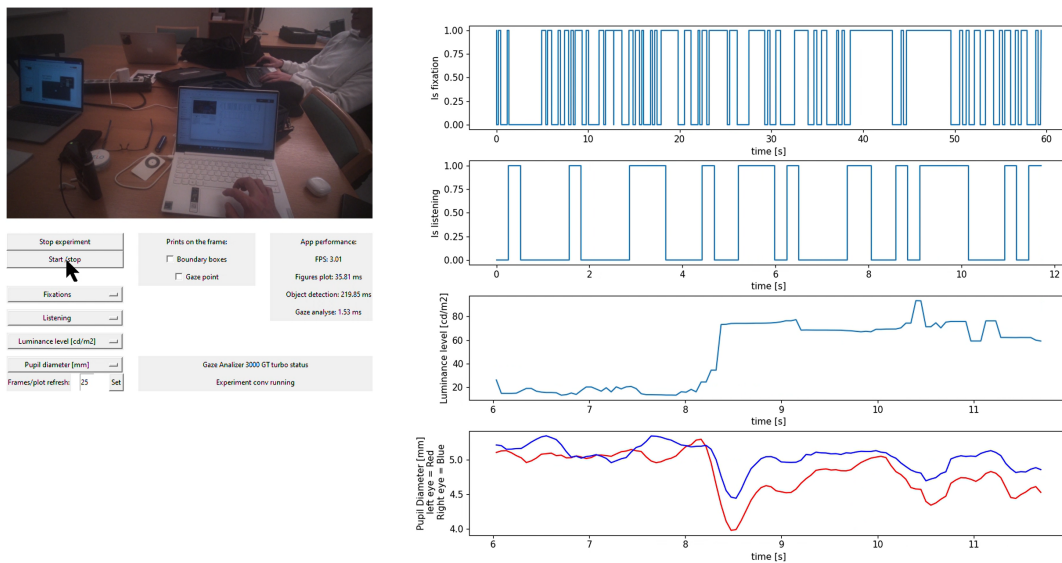 Stop experiment
Start /stop
Fixations
Listening
Luminance level [cd/m2]
Pupil diameter [mm]
Frames/plot refresh: 25 Set
Prints on the frame:
Boundary boxes
Gaze point
App performance:
FPS: 3.01
Figures plot: 35.81 ms
Object detection: 219.85 ms
Gaze analyse: 1.53 ms
Gaze Analizer 3000 GT turbo status
Experiment conv running
Is fixation
1.00
0.75
0.50
0.25
0.00
0 10 20 30 40 50 60
time [s]
Is listening
1.00
0.75
0.50
0.25
0.00
0 2 4 6 8 10 12
time [s]
Luminance level [cd/m2]
80
60
40
20
6 7 8 9 10 11
time [s]
Pupil Diameter [mm]
left eye = Red
Right eye = Blue
5.0
4.5
4.0
6 7 8 9 10 11
time [s]